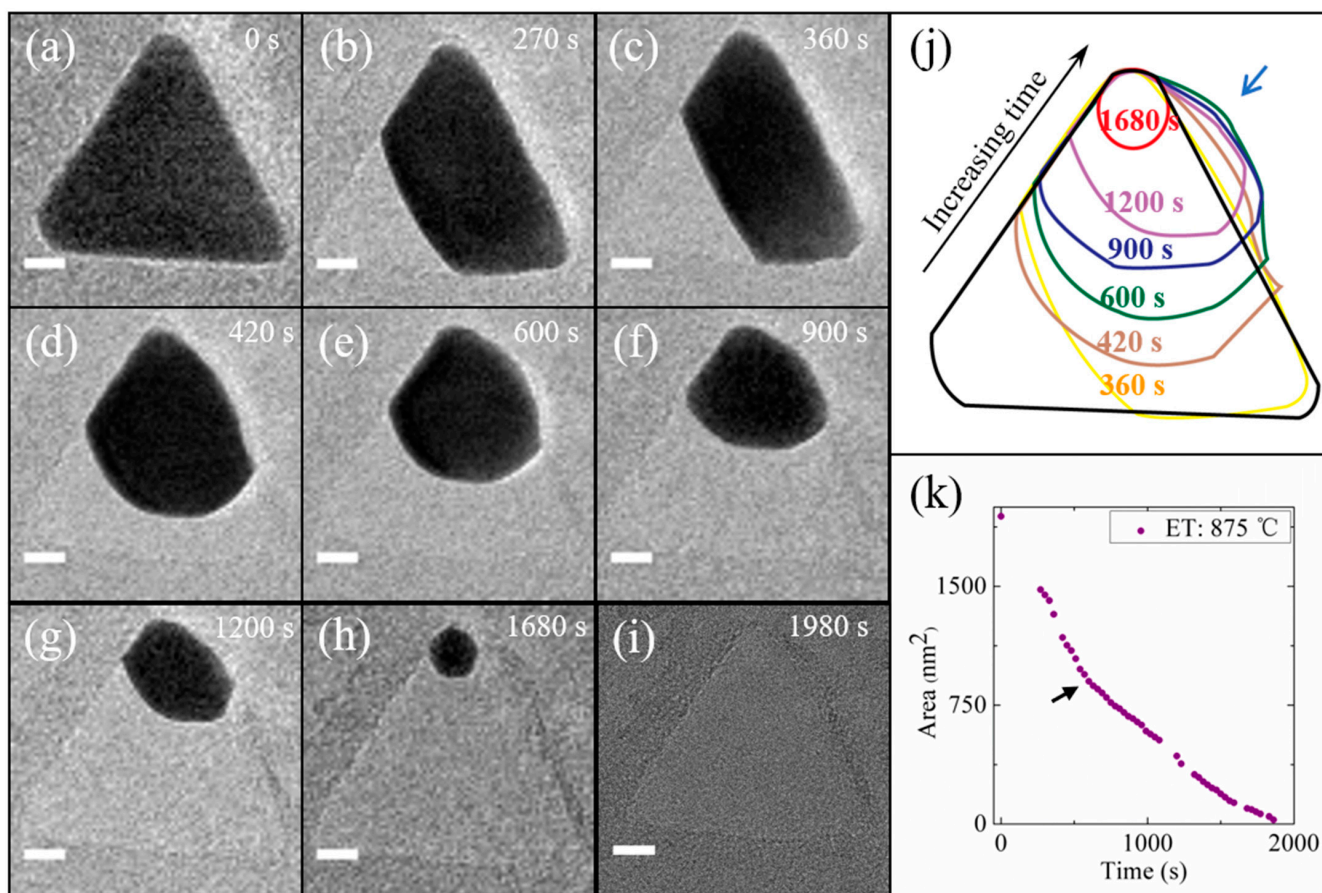 (a) 0 s
(b) 270 s
(c) 360 s
(d) 420 s
(e) 600 s
(f) 900 s
(g) 1200 s
(h) 1680 s
(i) 1980 s
(j)
Increasing time
1680 s
1200 s
900 s
600 s
420 s
360 s
(k)
ET: 875 ℃
Area (nm²)
1500
750
0
0
1000
2000
Time (s)